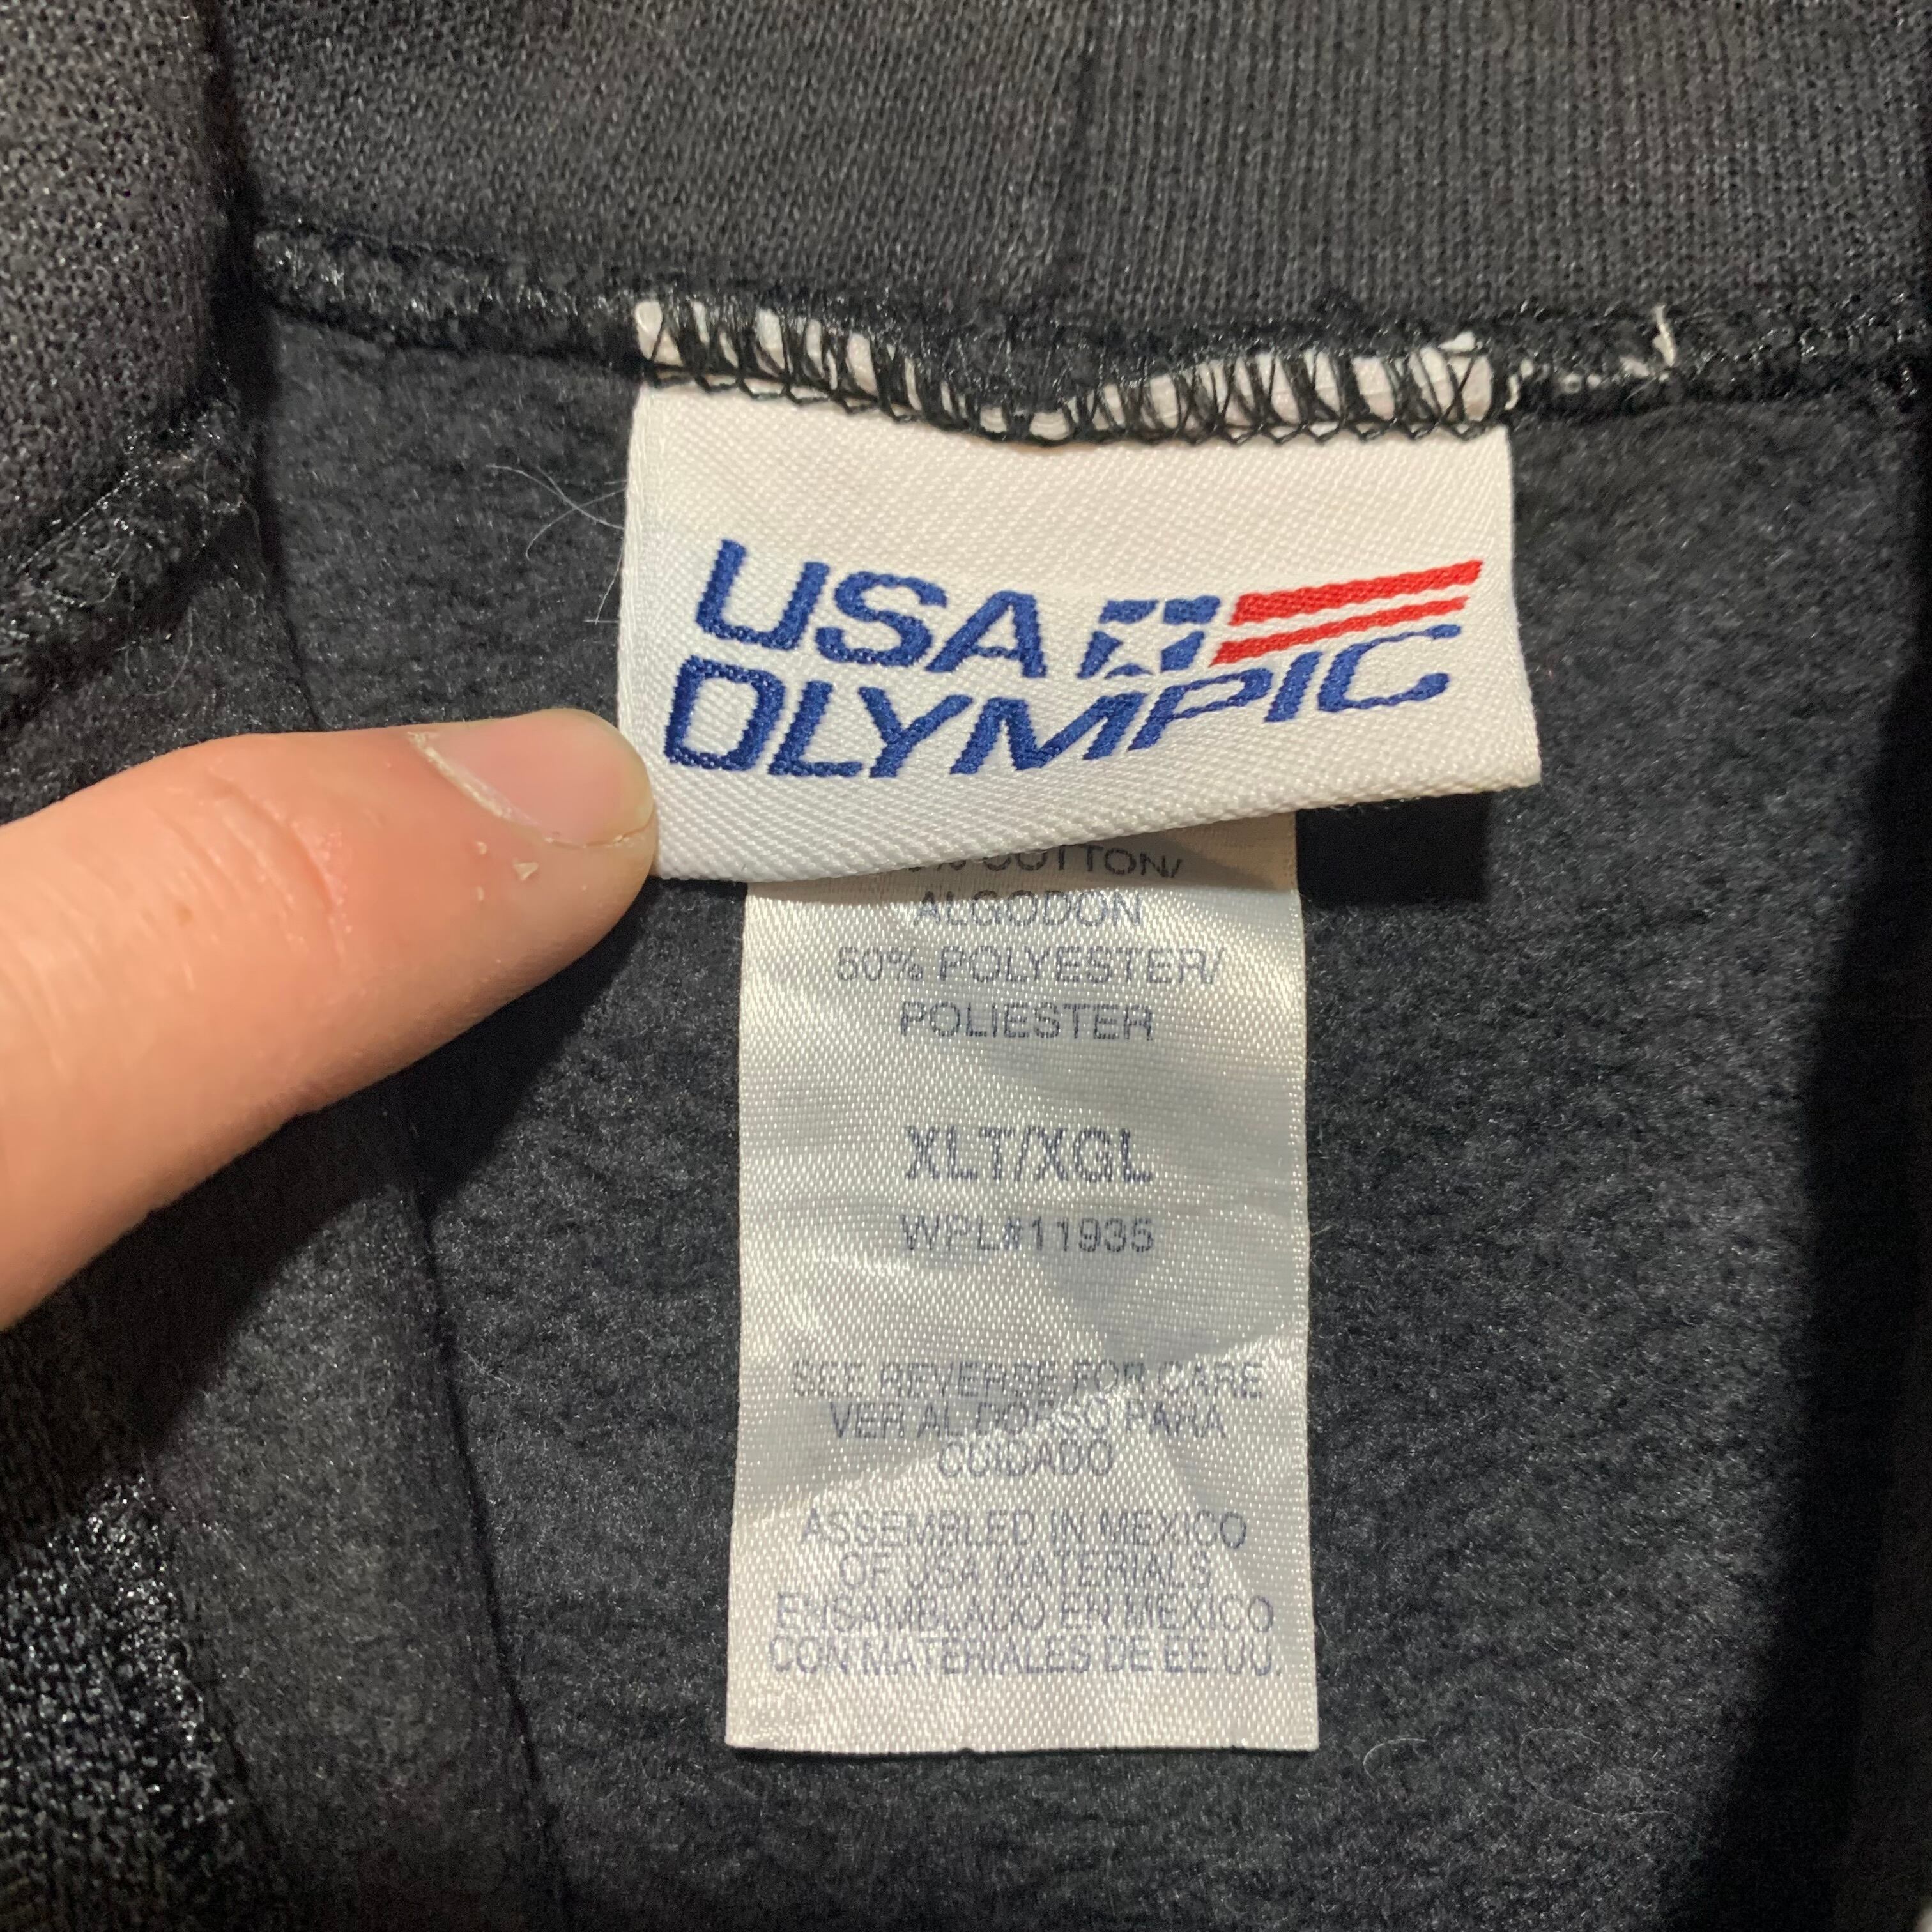 USA
OLYMPIC
% COTTON/
ALGODON
50% POLYESTER/
POLIESTER
XLT/XGL
WPL#11935
SEE REVERSE FOR CARE
VER AL DORSO PARA
CUIDADO
ASSEMBLED IN MEXICO
OF USA MATERIALS
ENSAMBLADO EN MEXICO
CON MATERIALES DE EE UU.